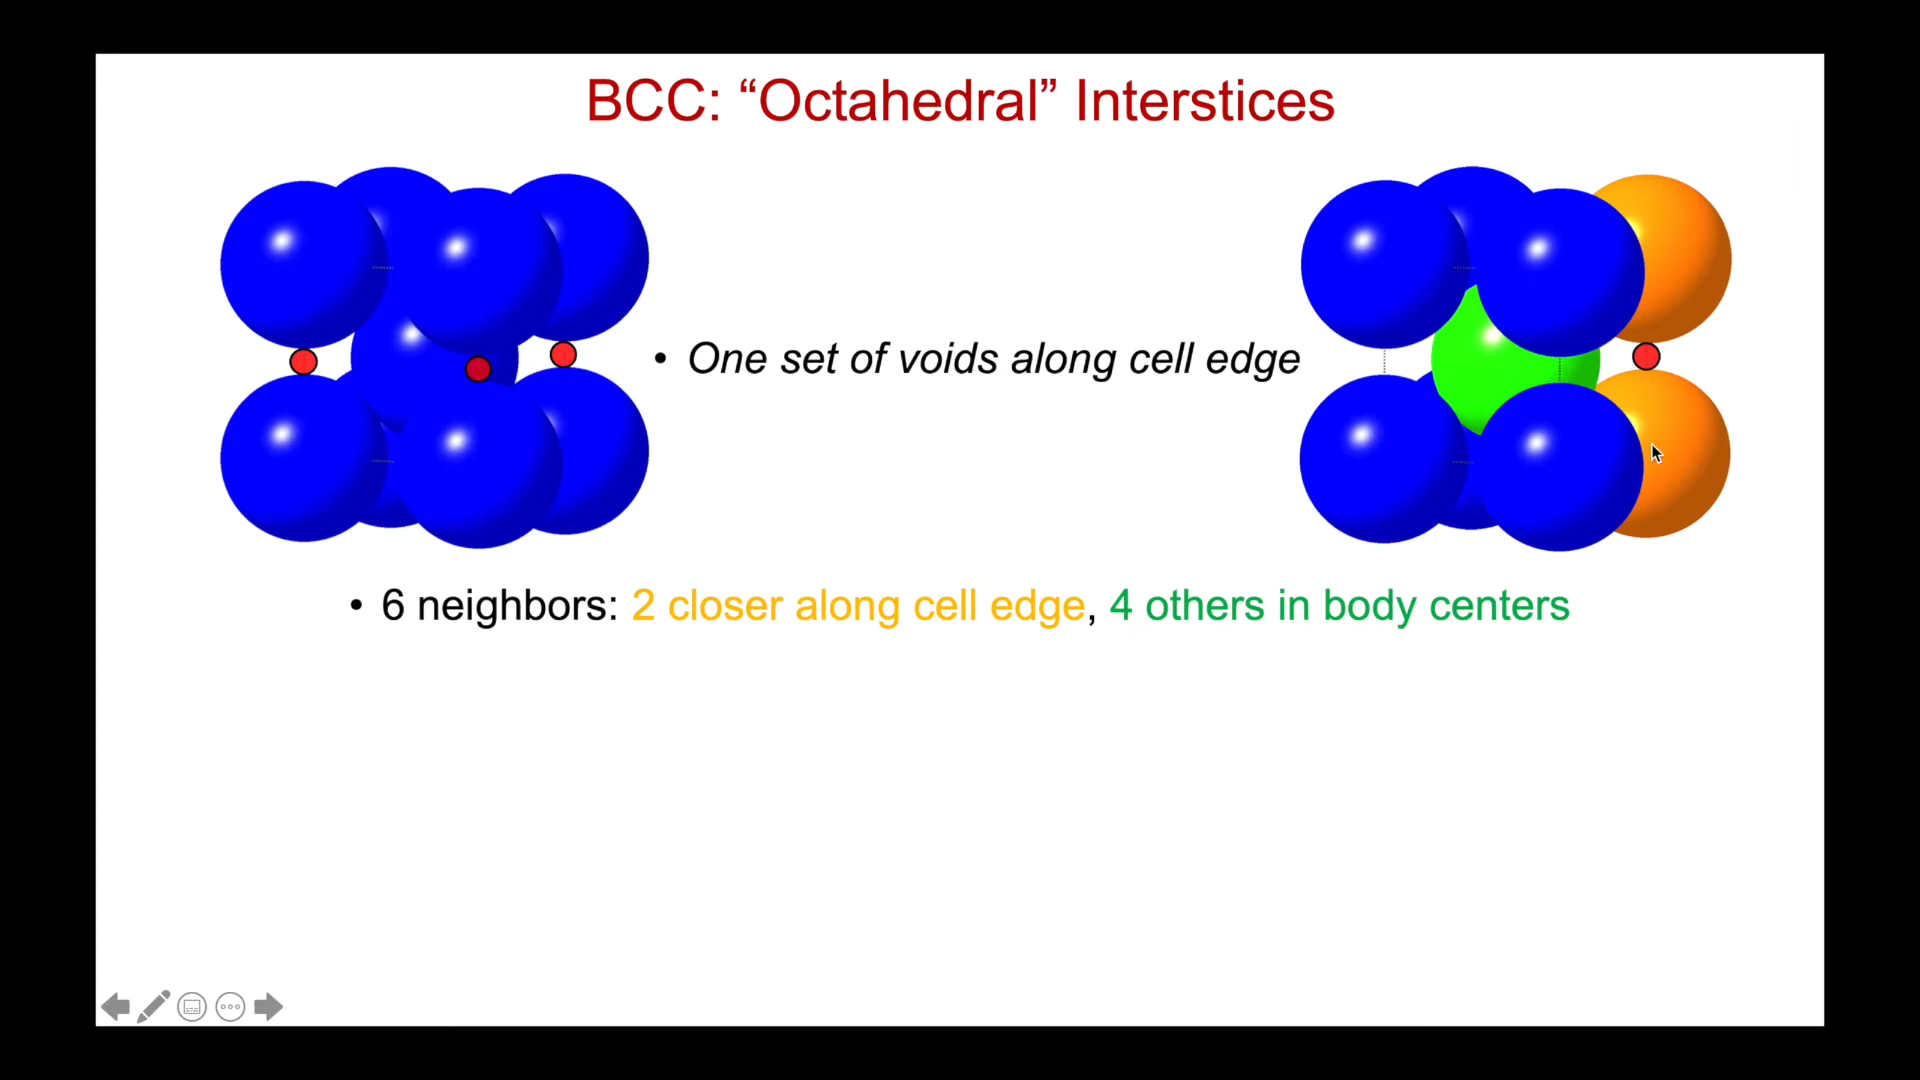 BCC: “Octahedral” Interstices
• One set of voids along cell edge
• 6 neighbors: 2 closer along cell edge, 4 others in body centers